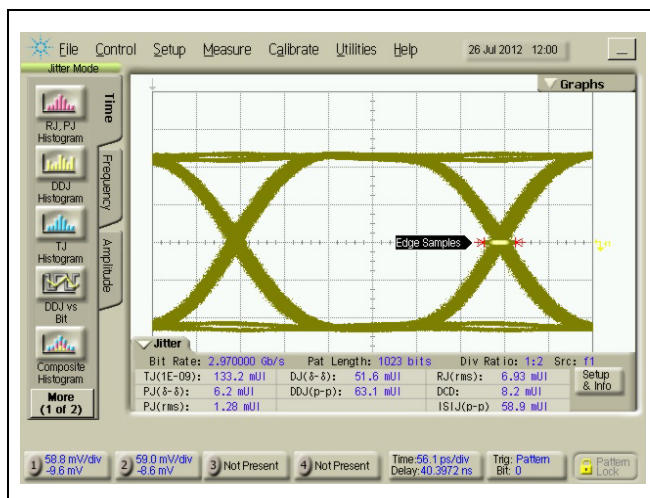 File Control Setup Measure Calibrate Utilities Help 26 Jul 2012 12:00
Jitter Mode
Graphs
RJ, PJ
Histogram
DDJ
Histogram
TJ
Histogram
DDJ vs
Bit
Composite
Histogram
More
(1 of 2)
Time
Frequency
Amplitude
Edge Samples
Jitter
Bit Rate: 2.970000 Gb/s Pat Length: 1023 bits Div Ratio: 1:2 Src: f1
TJ(1E-09): 133.2 mUI DJ(δ-δ): 51.6 mUI RJ(rms): 6.93 mUI
PJ(δ-δ): 6.2 mUI DDJ(p-p): 63.1 mUI DCD: 8.2 mUI
PJ(rms): 1.28 mUI ISIJ(p-p) 58.9 mUI
Setup
& Info
1) 58.8 mV/div
-9.6 mV
2) 59.0 mV/div
-8.6 mV
3) Not Present
4) Not Present
Time:56.1 ps/div
Delay:40.3972 ns
Trig: Pattern
Bit: 0
Pattern
Lock